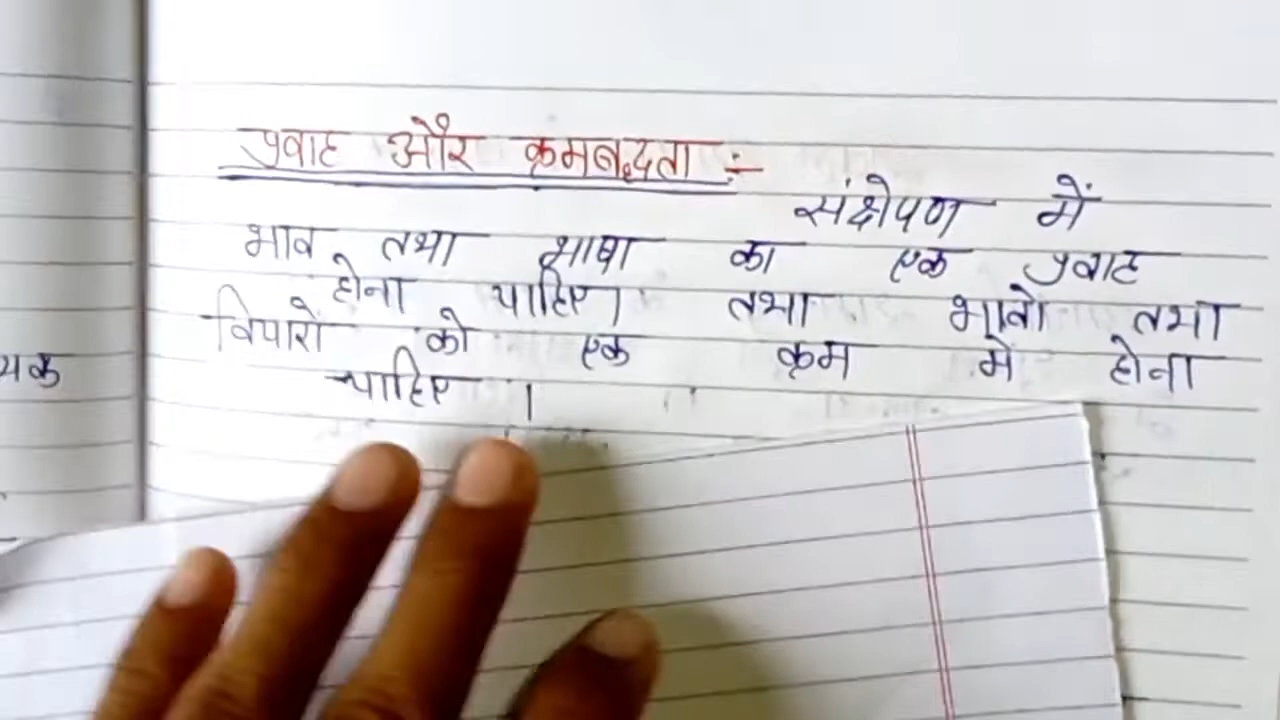 प्रवाह और क्रमबद्धता :-
संक्षेपण में
भाव तथा भाषा का एक प्रवाह
होना चाहिए। तथा भावो तथा
विचारों को एक क्रम में होना
चाहिए ।